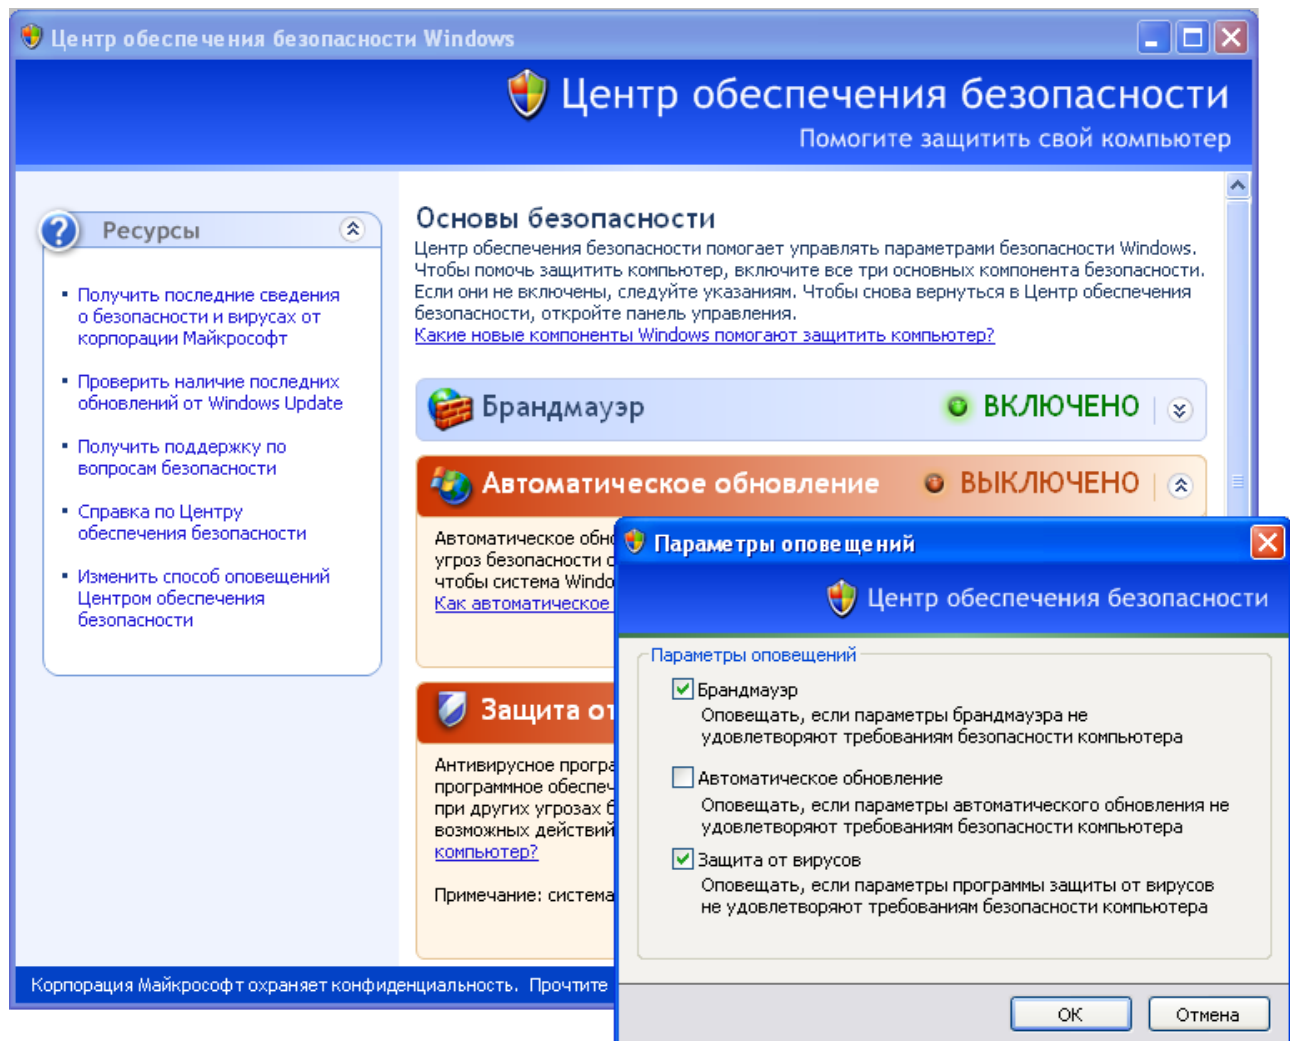 Центр обеспечения безопасности Windows
Центр обеспечения безопасности
Помогите защитить свой компьютер
Ресурсы
Получить последние сведения
о безопасности и вирусах от
корпорации Майкрософт
Проверить наличие последних
обновлений от Windows Update
Получить поддержку по
вопросам безопасности
Справка по Центру
обеспечения безопасности
Изменить способ оповещений
Центром обеспечения
безопасности
Основы безопасности
Центр обеспечения безопасности помогает управлять параметрами безопасности Windows.
Чтобы помочь защитить компьютер, включите все три основных компонента безопасности.
Если они не включены, следуйте указаниям. Чтобы снова вернуться в Центр обеспечения
безопасности, откройте панель управления.
Какие новые компоненты Windows помогают защитить компьютер?
Брандмауэр ВКЛЮЧЕНО
Автоматическое обновление ВЫКЛЮЧЕНО
Автоматическое обно
угроз безопасности с
чтобы система Windo
Как автоматическое
Защита от
Антивирусное програ
программное обеспеч
при других угрозах б
возможных действий
компьютер?
Примечание: система
Корпорация Майкрософт охраняет конфиденциальность. Прочтите
Параметры оповещений
Центр обеспечения безопасности
Параметры оповещений
Брандмауэр
Оповещать, если параметры брандмауэра не
удовлетворяют требованиям безопасности компьютера
Автоматическое обновление
Оповещать, если параметры автоматического обновления не
удовлетворяют требованиям безопасности компьютера
Защита от вирусов
Оповещать, если параметры программы защиты от вирусов
не удовлетворяют требованиям безопасности компьютера
ОК Отмена